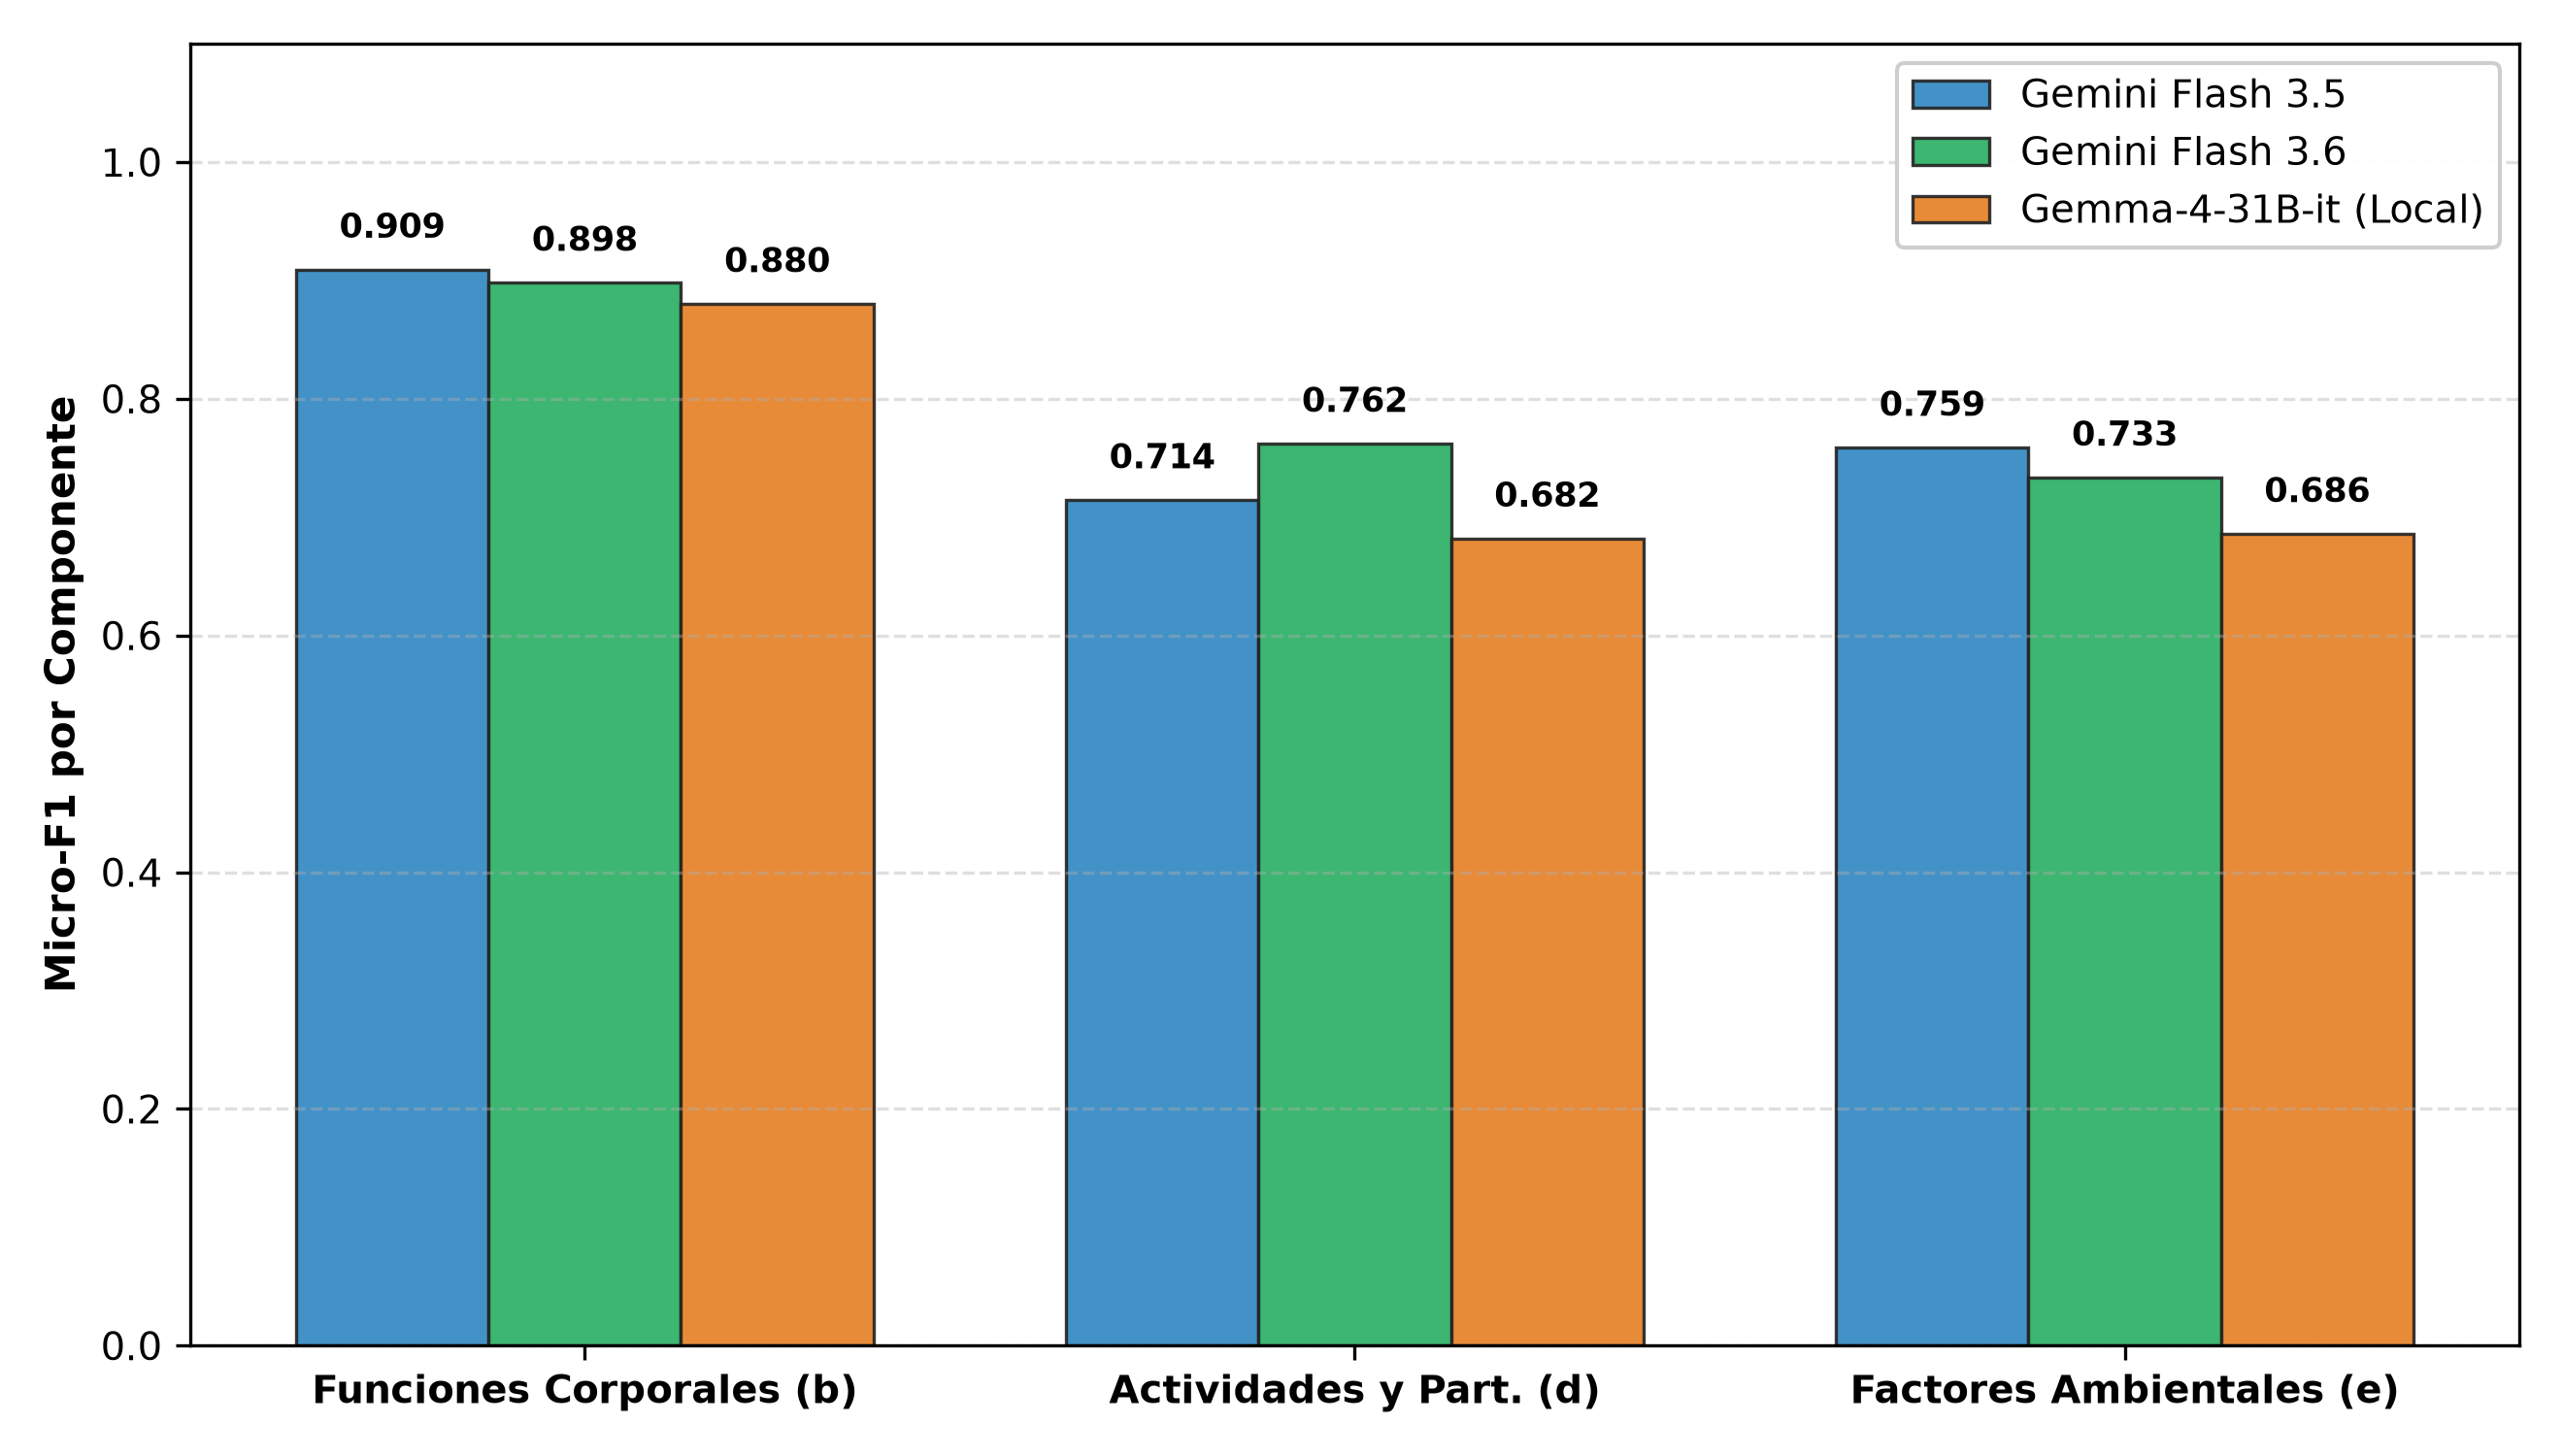 Gemini Flash 3.5
Gemini Flash 3.6
Gemma-4-31B-it (Local)
Micro-F1 por Componente
1.0
0.8
0.6
0.4
0.2
0.0
0.909
0.898
0.880
0.714
0.762
0.682
0.759
0.733
0.686
Funciones Corporales (b)
Actividades y Part. (d)
Factores Ambientales (e)